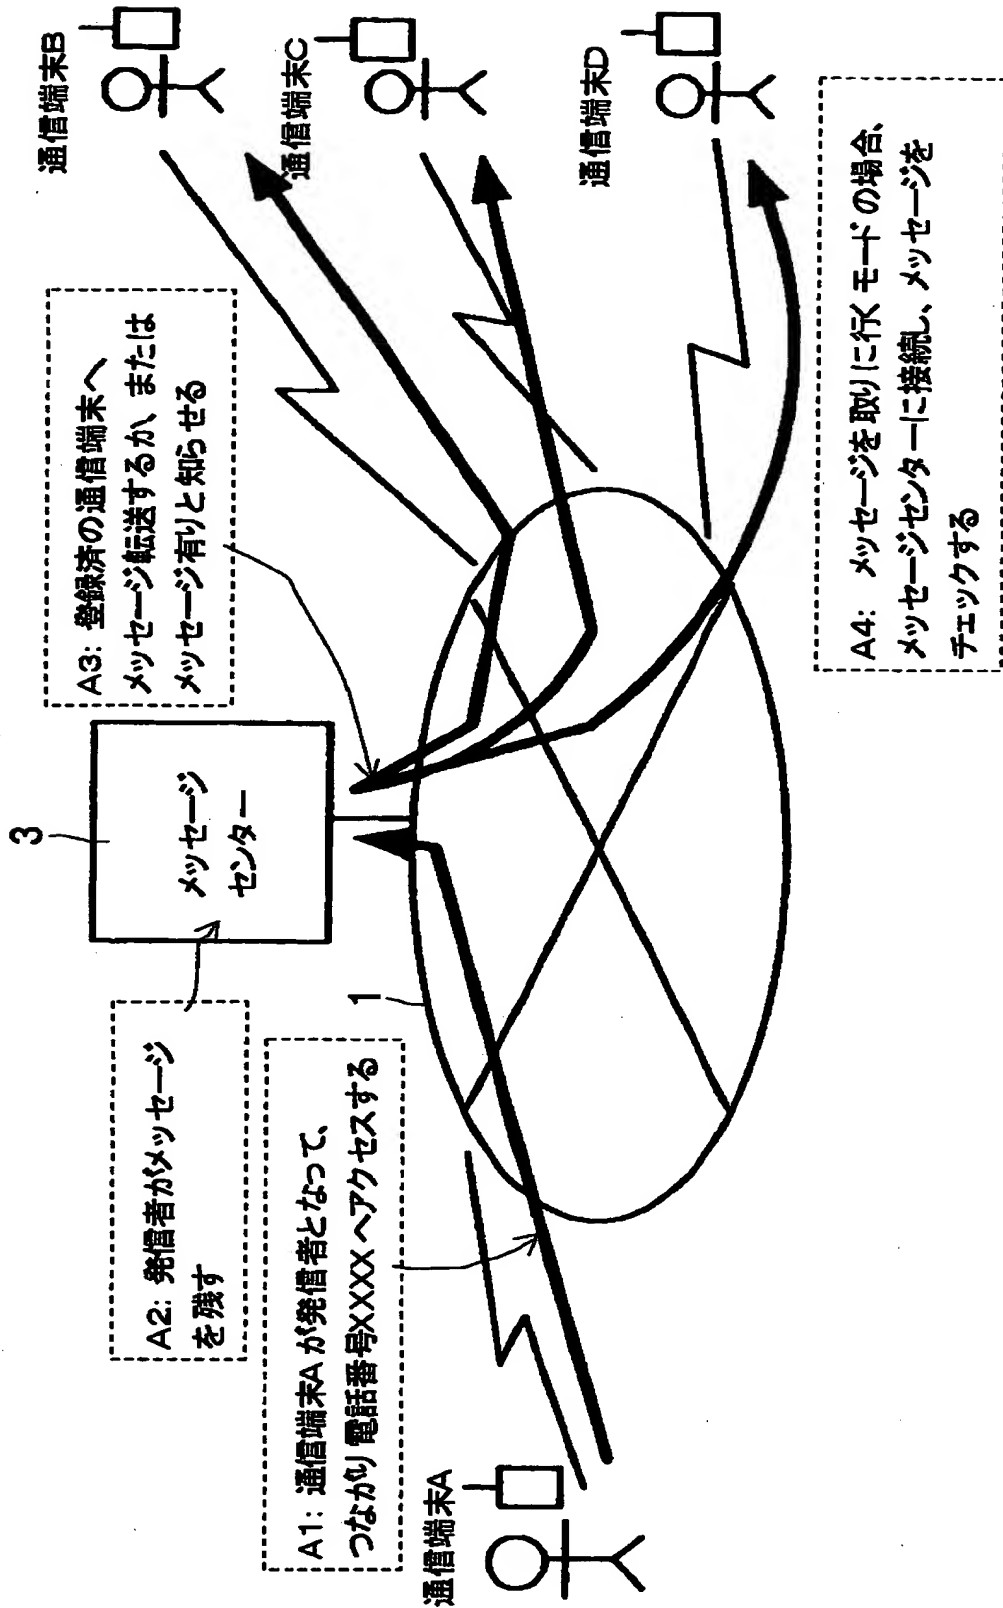 3
メッセージ
センター
A2: 発信者がメッセージ
を残す
A3: 登録済の通信端末へ
メッセージ転送するか、または
メッセージ有りと知らせる
1
A1: 通信端末Aが発信者となって、
つながり電話番号XXXXへアクセスする
通信端末A
通信端末B
通信端末C
通信端末D
A4: メッセージを取りに行くモードの場合、
メッセージセンターに接続し、メッセージを
チェックする